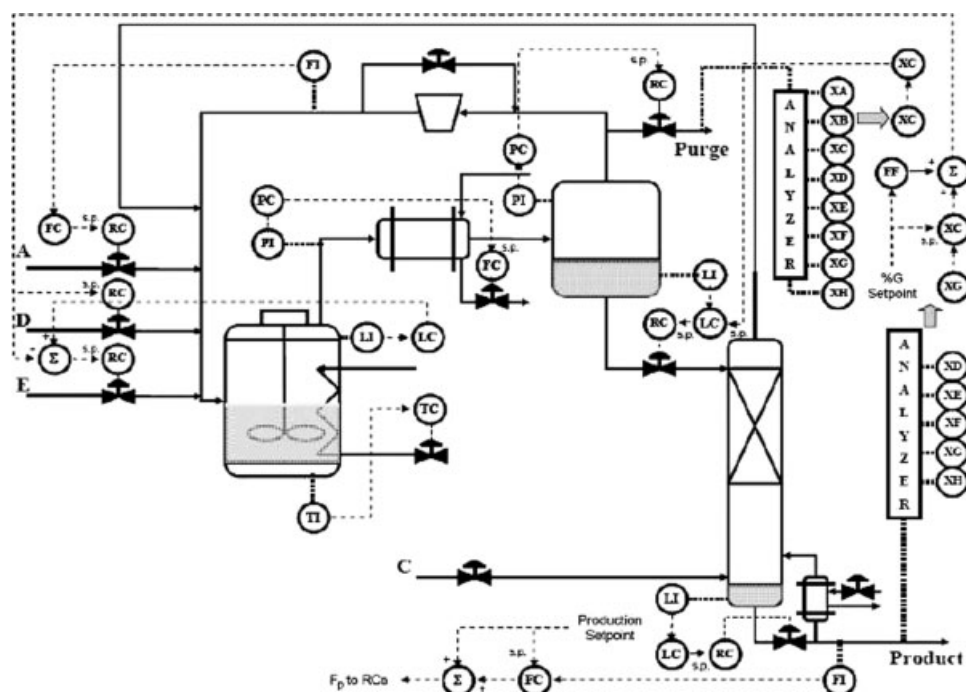 FI
s.p.
RC
XC
XA
A N A L Y Z E R
XB
XC
Purge
PC
XC
XD
PC
PI
XE
FF
+
Σ
+
FC
s.p.
RC
PI
XF
XC
s.p.
A
s.p.
FC
LI
XG
%G
Setpoint
XG
s.p.
RC
XH
D
+
LI
LC
RC
s.p.
LC
s.p.
-
Σ
s.p.
RC
E
A N A L Y Z E R
XD
XE
TC
XF
XG
XH
TI
C
LI
Production
Setpoint
LC
s.p.
RC
Product
+
s.p.
Fp to RCs
Σ
+
FC
FI